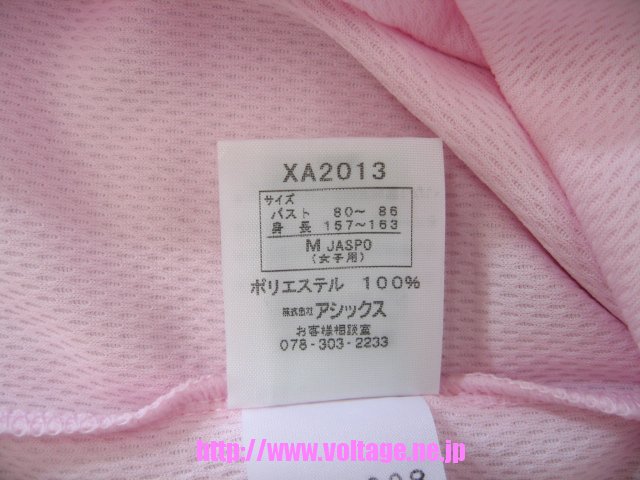 XA2013
サイズ
バスト 80～ 86
身 長 157～163
M JASPO
(女子用)
ポリエステル 100%
株式会社 アシックス
お客様相談室
078-303-2233
http://www.voltage.ne.jp